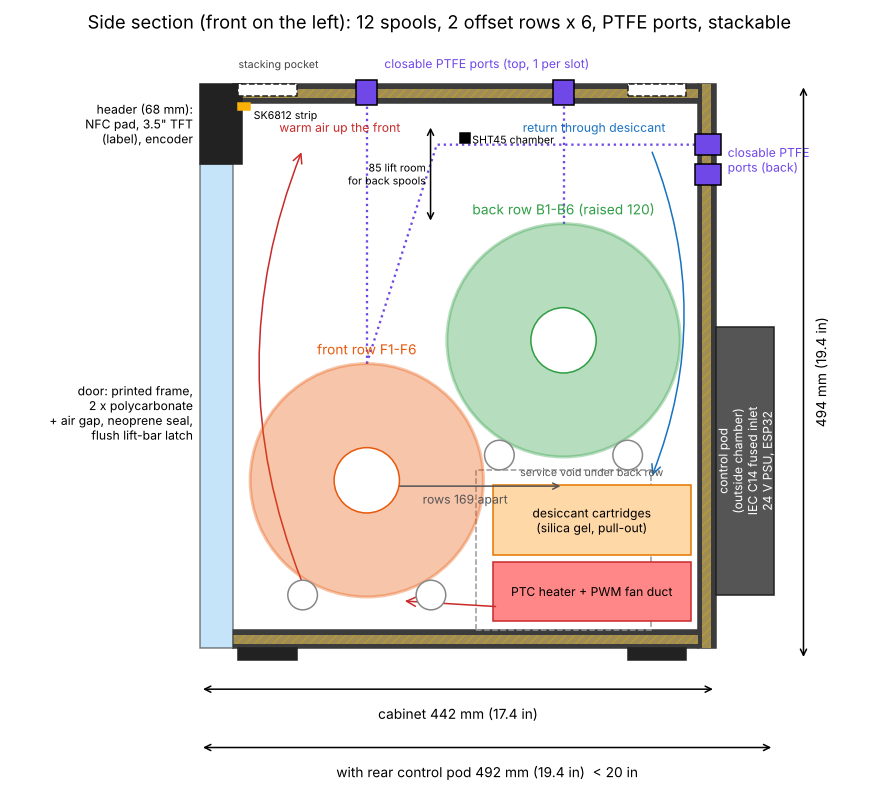 Side section (front on the left): 12 spools, 2 offset rows x 6, PTFE ports, stackable
stacking pocket
closable PTFE ports (top, 1 per slot)
header (68 mm):
NFC pad, 3.5" TFT
(label), encoder
SK6812 strip
warm air up the front
SHT45 chamber
return through desiccant
closable PTFE
ports (back)
85 lift room
for back spools
back row B1-B6 (raised 120)
front row F1-F6
door: printed frame,
2 x polycarbonate
+ air gap, neoprene seal,
flush lift-bar latch
service void under back row
rows 169 apart
desiccant cartridges
(silica gel, pull-out)
PTC heater + PWM fan duct
control pod
(outside chamber)
IEC C14 fused inlet
24 V PSU, ESP32
494 mm (19.4 in)
cabinet 442 mm (17.4 in)
with rear control pod 492 mm (19.4 in)  < 20 in